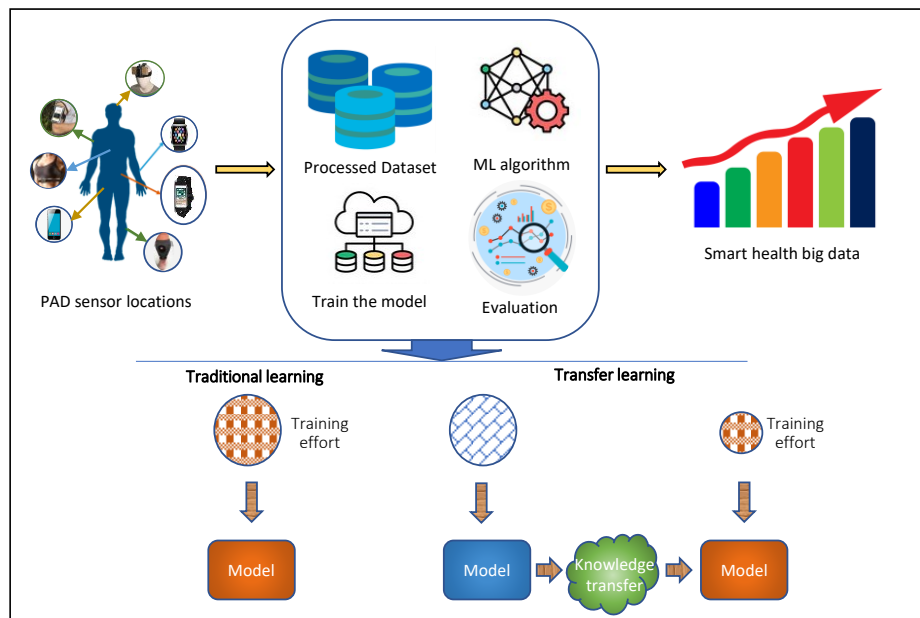 Processed Dataset
ML algorithm
Train the model
Evaluation
PAD sensor locations
Smart health big data
Traditional learning
Transfer learning
Training
effort
Training
effort
Model
Model
Knowledge
transfer
Model